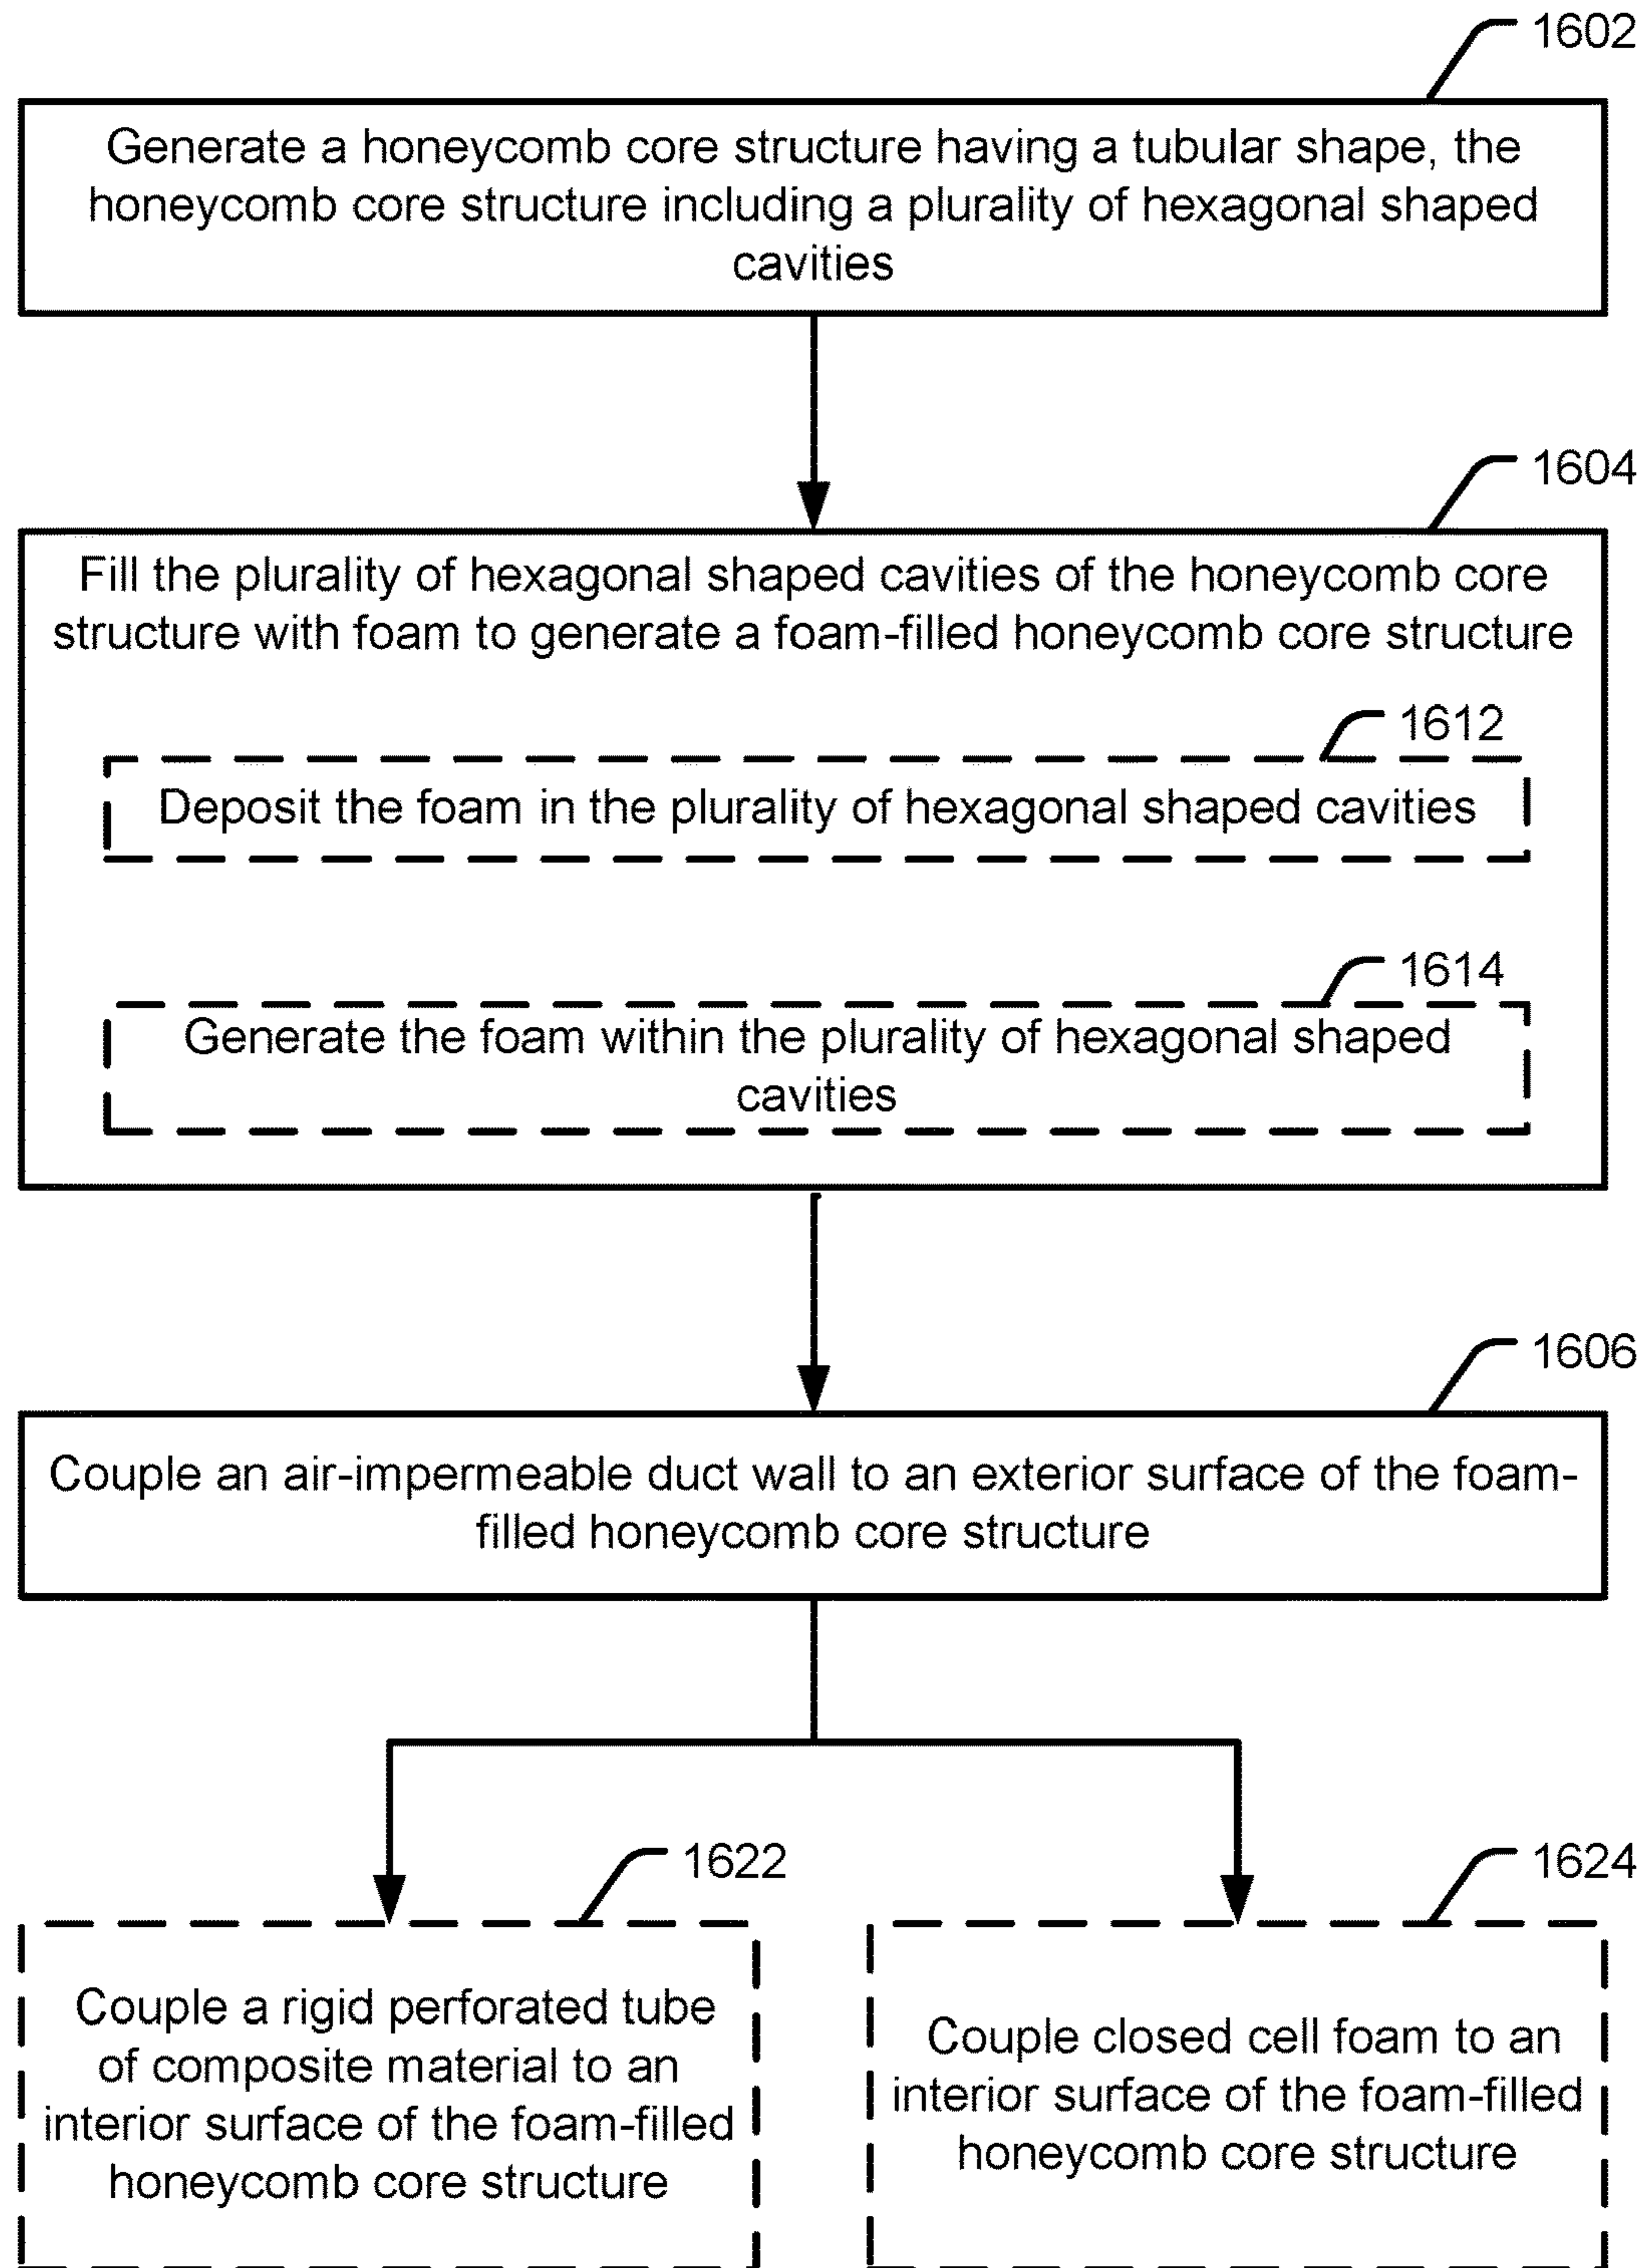 1602
Generate a honeycomb core structure having a tubular shape, the
honeycomb core structure including a plurality of hexagonal shaped
cavities
1604
Fill the plurality of hexagonal shaped cavities of the honeycomb core
structure with foam to generate a foam-filled honeycomb core structure
1612
Deposit the foam in the plurality of hexagonal shaped cavities
1614
Generate the foam within the plurality of hexagonal shaped
cavities
1606
Couple an air-impermeable duct wall to an exterior surface of the foam-
filled honeycomb core structure
1622
Couple a rigid perforated tube
of composite material to an
interior surface of the foam-filled
honeycomb core structure
1624
Couple closed cell foam to an
interior surface of the foam-filled
honeycomb core structure